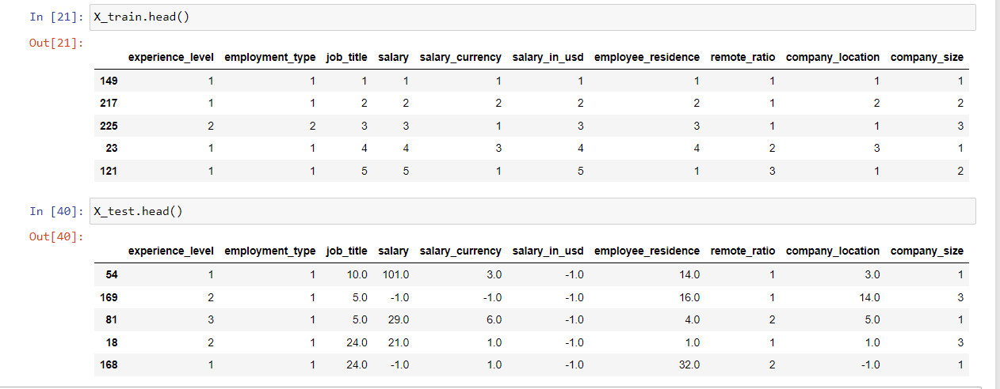 In [21]: X_train.head()
Out[21]:
experience_level employment_type job_title salary salary_currency salary_in_usd employee_residence remote_ratio company_location company_size
149 1 1 1 1 1 1 1 1 1 1
217 1 1 2 2 2 2 2 1 2 2
225 2 2 3 3 1 3 3 1 1 3
23 1 1 4 4 3 4 4 2 3 1
121 1 1 5 5 1 5 1 3 1 2
In [40]: X_test.head()
Out[40]:
experience_level employment_type job_title salary salary_currency salary_in_usd employee_residence remote_ratio company_location company_size
54 1 1 10.0 101.0 3.0 -1.0 14.0 1 3.0 1
169 2 1 5.0 -1.0 -1.0 -1.0 16.0 1 14.0 3
81 3 1 5.0 29.0 6.0 -1.0 4.0 2 5.0 1
18 2 1 24.0 21.0 1.0 -1.0 1.0 1 1.0 3
168 1 1 24.0 -1.0 1.0 -1.0 32.0 2 -1.0 1